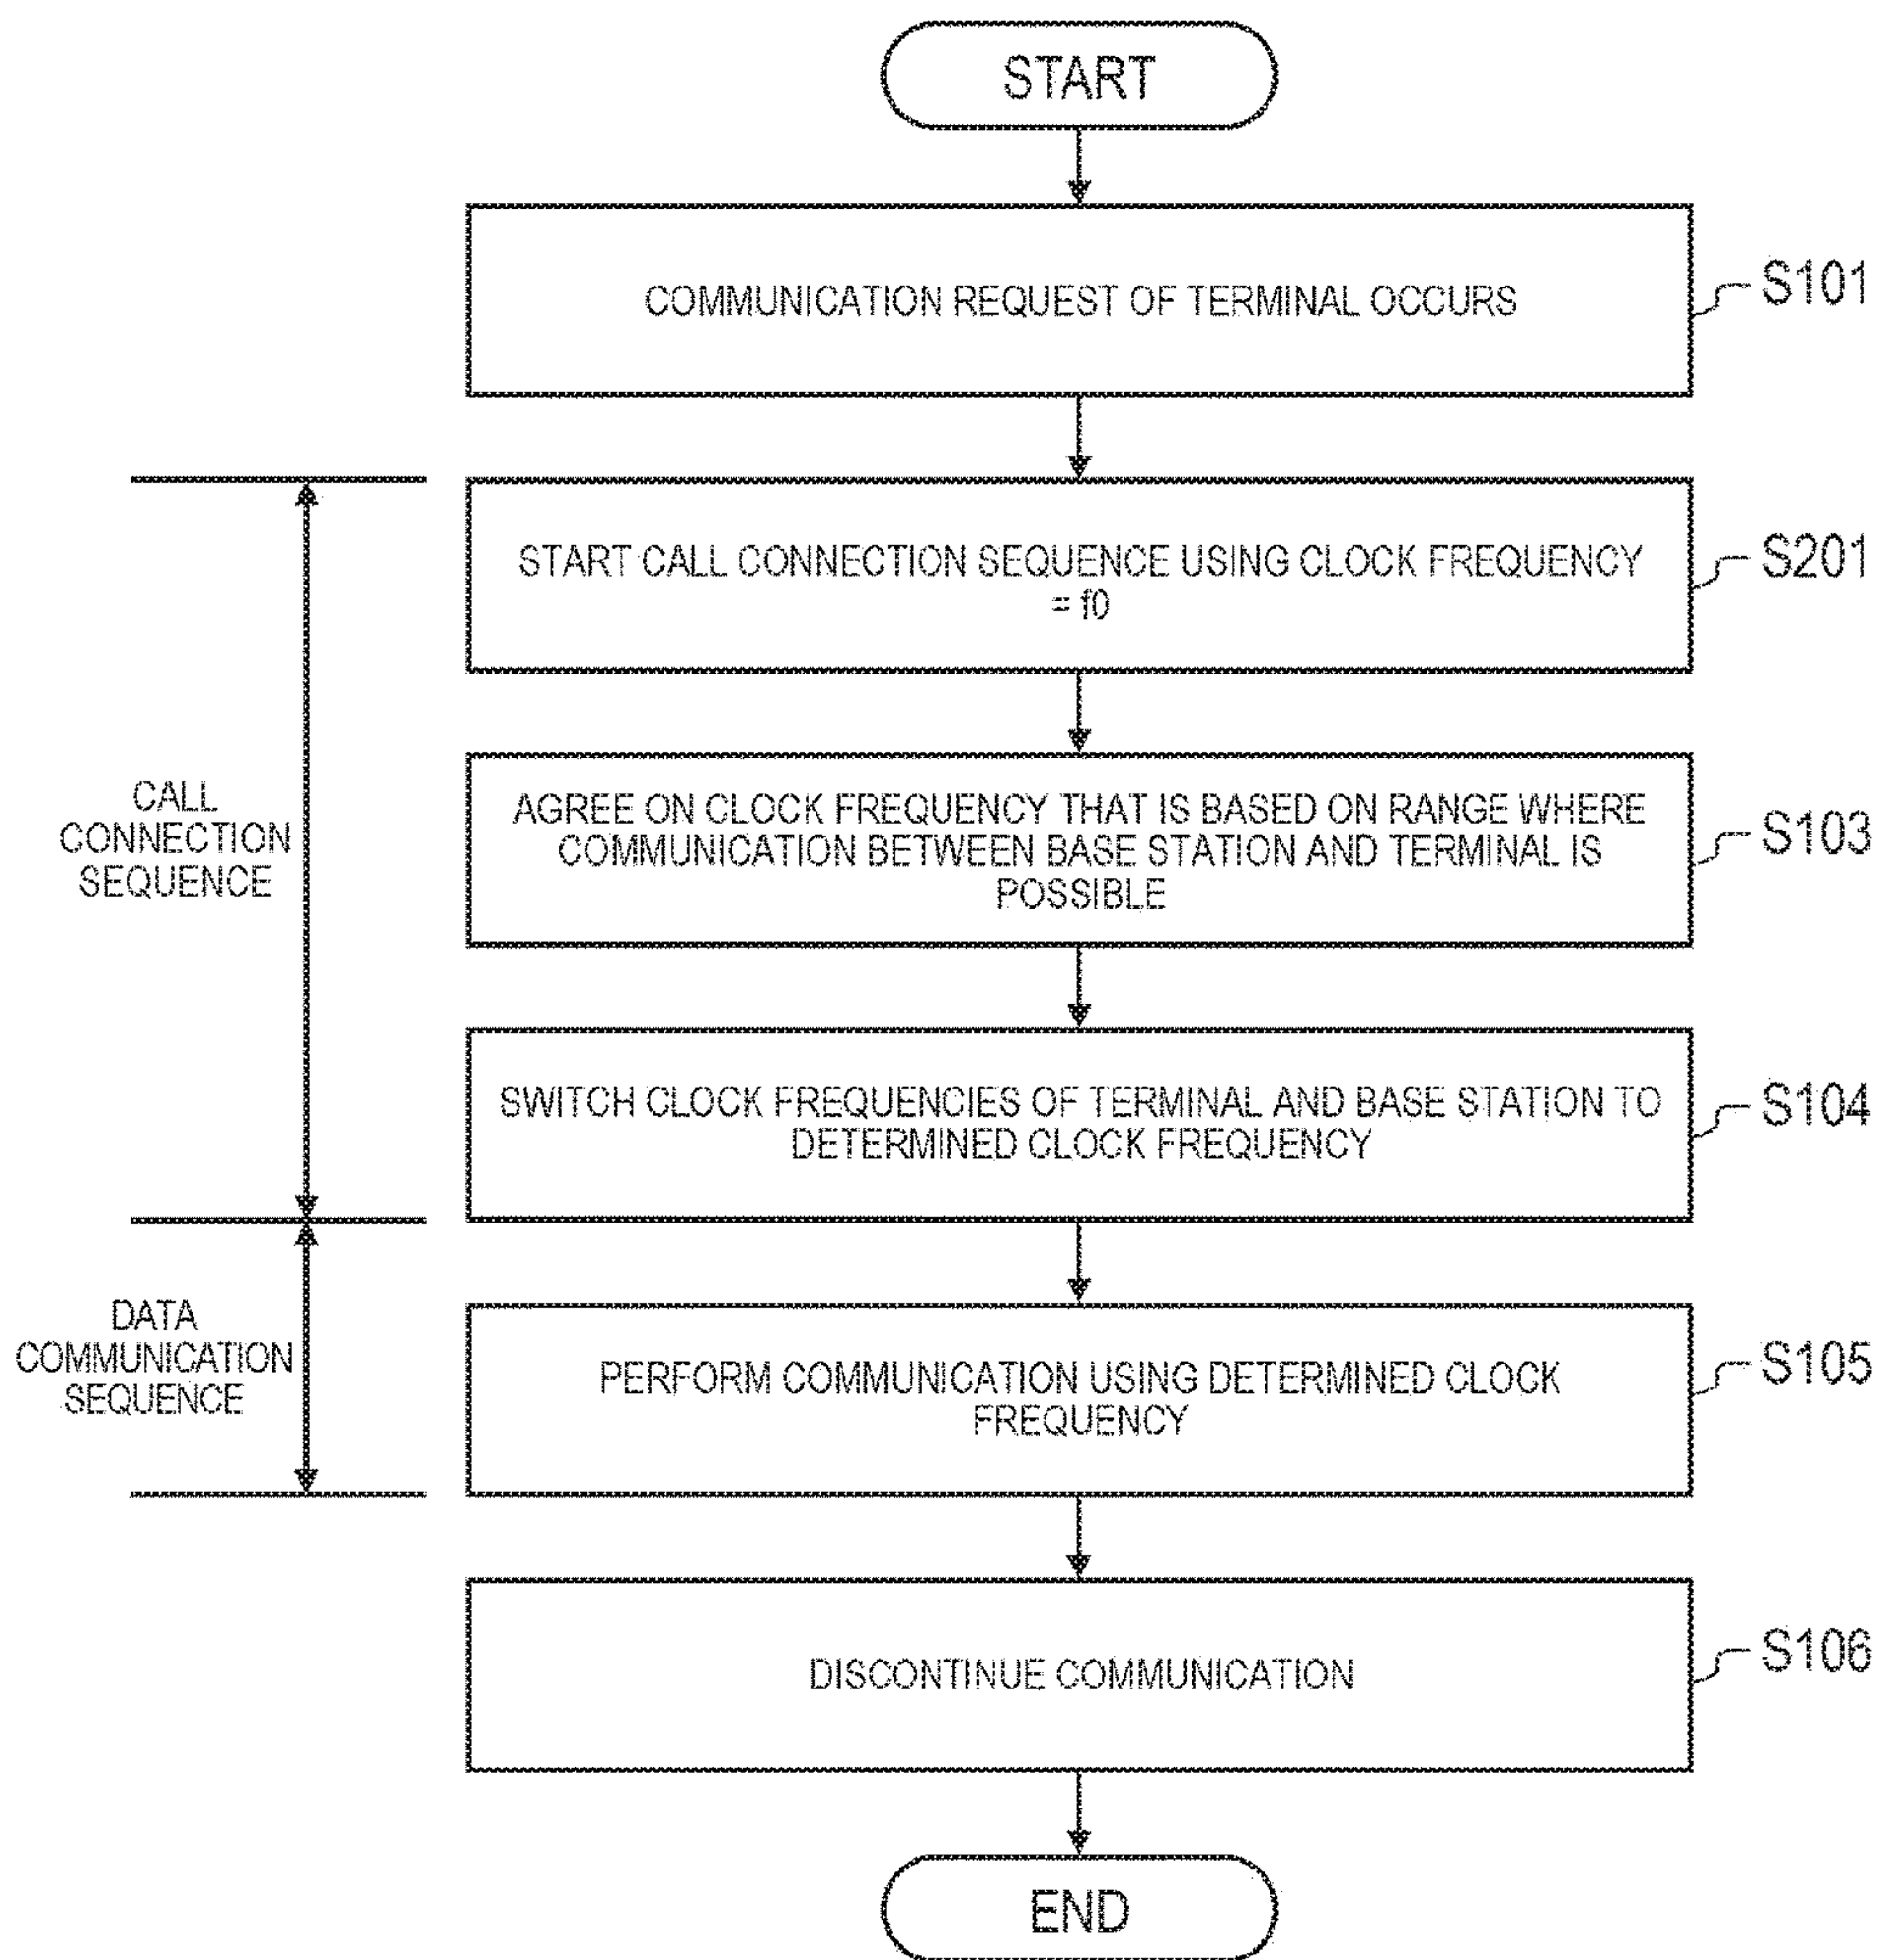 START
COMMUNICATION REQUEST OF TERMINAL OCCURS
S101
START CALL CONNECTION SEQUENCE USING CLOCK FREQUENCY
= f0
S201
CALL
CONNECTION
SEQUENCE
AGREE ON CLOCK FREQUENCY THAT IS BASED ON RANGE WHERE
COMMUNICATION BETWEEN BASE STATION AND TERMINAL IS
POSSIBLE
S103
SWITCH CLOCK FREQUENCIES OF TERMINAL AND BASE STATION TO
DETERMINED CLOCK FREQUENCY
S104
DATA
COMMUNICATION
SEQUENCE
PERFORM COMMUNICATION USING DETERMINED CLOCK
FREQUENCY
S105
DISCONTINUE COMMUNICATION
S106
END